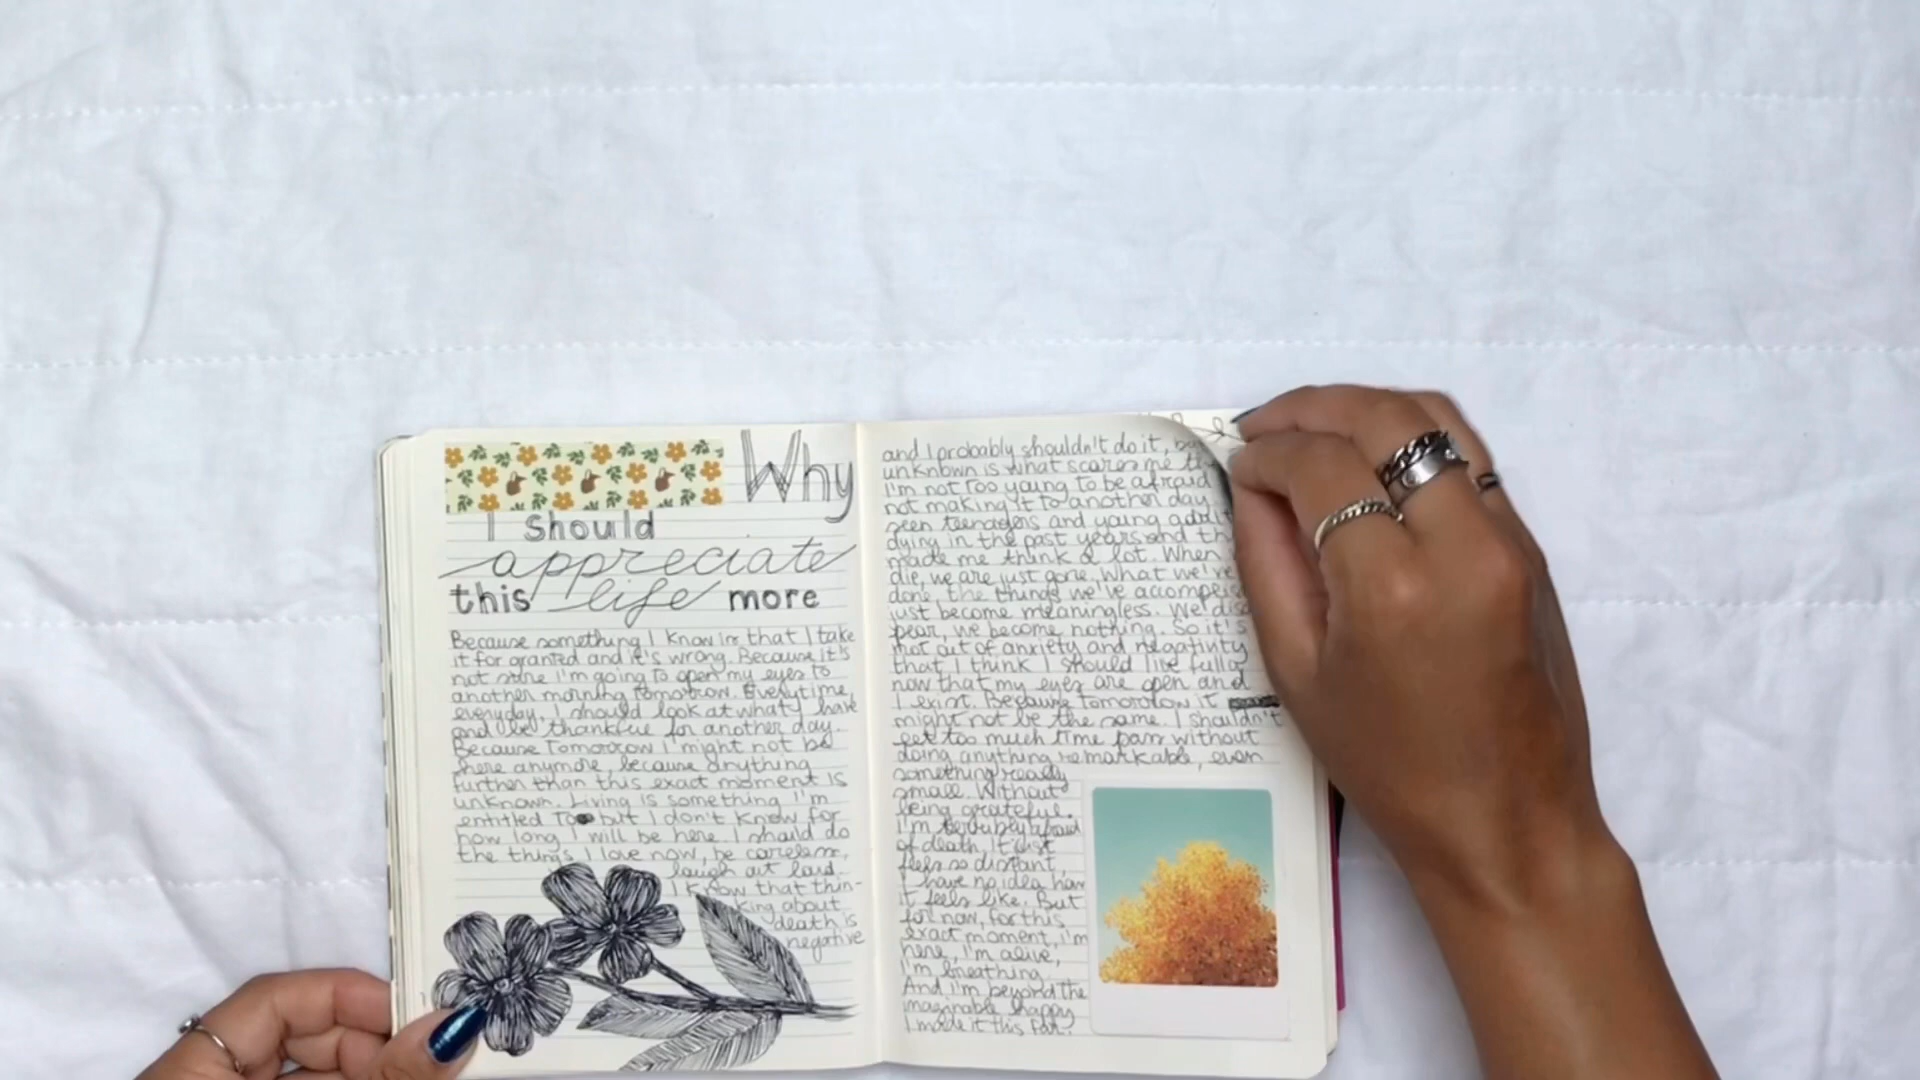 Why
I should
appreciate
this life more
Because something I know is that I take
it for granted and it's wrong. Because it's
not sure I'm going to open my eyes to
another morning tomorrow. Everytime,
everyday, I should look at what I have
and be thankful for another day.
Because tomorrow I might not be
here anymore, because anything
further than this exact moment is
unknown. Living is something I'm
entitled to but I don't know for
how long I will be here. I should do
the things I love now, be careless,
laugh out loud.
I know that thin-
king about
death is
negative
and I probably shouldn't do it, but
unknown is what scares me
I'm not too young to be afraid
not making it to another day
seen teenagers and young
dying in the past years and
made me think a lot. When
die, we are just gone. What we've
done, the things we've
just become meaningless. We
pear, we become nothing. So it's
not out of anxiety and negativity
that I think I should live fully
now that my eyes are open and
I exist. Because tomorrow it
might not be the same. I shouldn't
let too much time pass without
doing anything remarkable, even
something really
small. Without
being grateful.
I'm terribly afraid
of death. It just
feels so distant,
I have no idea how
it feels like. But
for now, for this
exact moment, I'm
here, I'm alive,
I'm breathing.
And I'm beyond the
imaginable happy
I made it this far.